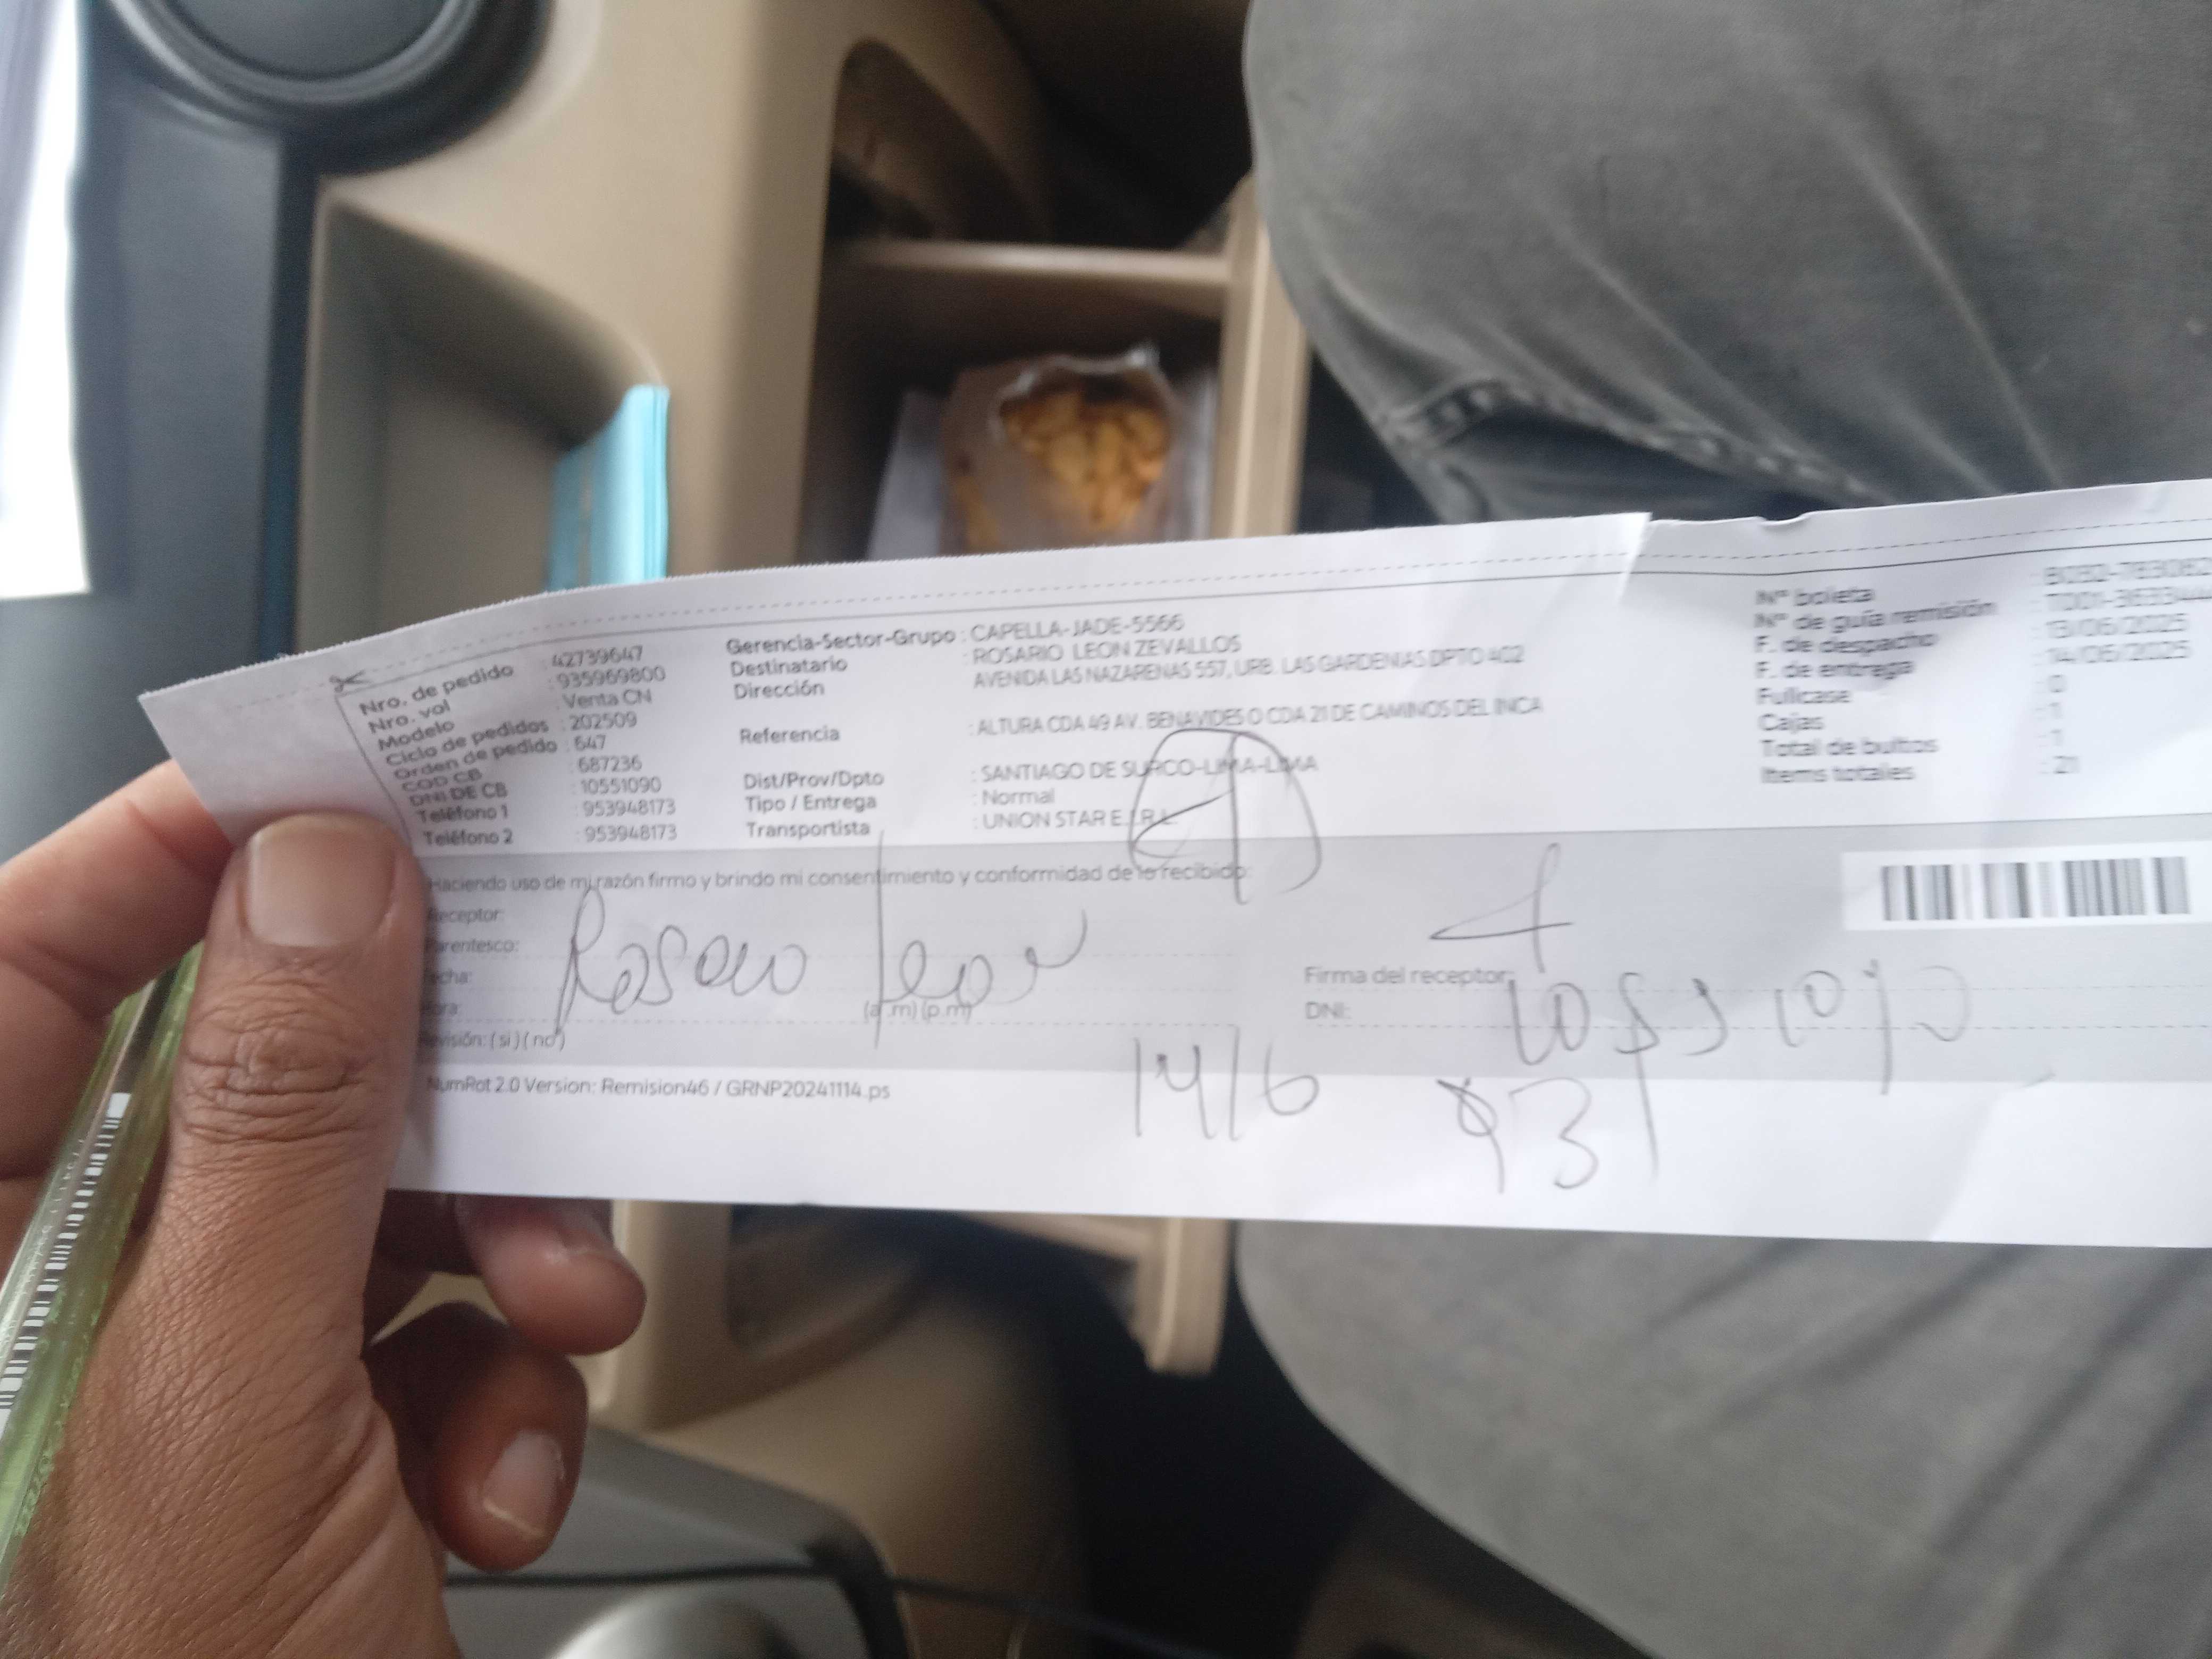 Nro. de pedido : 42739647
Nro. vol : 935969800
Modelo : Venta CN
Ciclo de pedidos : 202509
Orden de pedido : 647
COD CB : 687236
DNI DE CB : 10551090
Teléfono 1 : 953948173
Teléfono 2 : 953948173
Gerencia-Sector-Grupo : CAPELLA-JADE-5566
Destinatario : ROSARIO LEON ZEVALLOS
Dirección AVENIDA LAS NAZARENAS 557, URB. LAS GARDENIAS DPTO 402
Referencia : ALTURA CDA 49 AV. BENAVIDES O CDA 21 DE CAMINOS DEL INCA
Dist/Prov/Dpto : SANTIAGO DE SURCO-LIMA-LIMA
Tipo / Entrega : Normal
Transportista : UNION STAR E.I.R.L.
N° boleta
N° de guía remisión
F. de despacho : 13/06/2025
F. de entrega : 14/06/2025
Fullcase : 0
Cajas : 1
Total de bultos : 1
Items totales : 21
Haciendo uso de mi razón firmo y brindo mi consentimiento y conformidad de lo recibido:
Receptor:
Parentesco:
Fecha:
Hora: (a.m) (p.m)
Revisión: ( si ) ( no )
Rosario Leon
Firma del receptor:
DNI: 10551090
14/6
NumRot 2.0 Version: Remision46 / GRNP20241114.ps